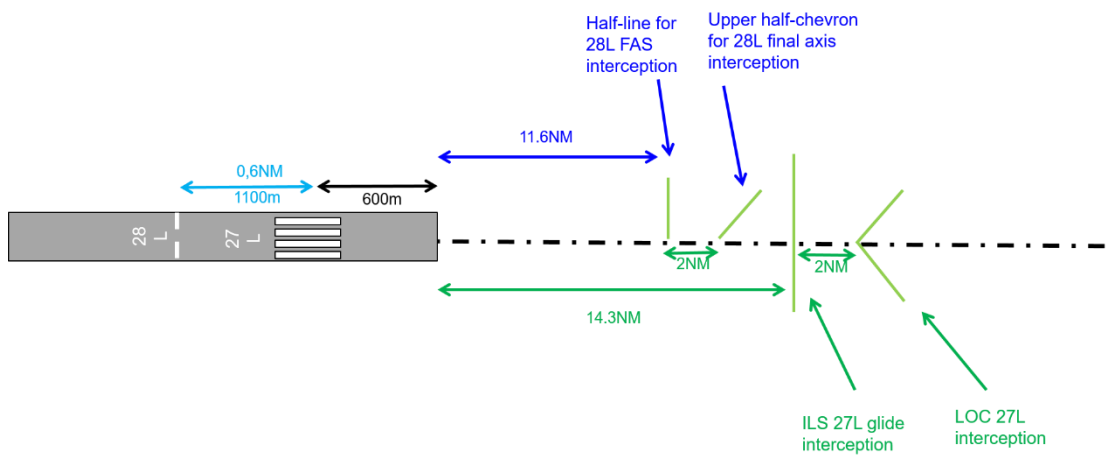 Half-line for
28L FAS
interception
Upper half-chevron
for 28L final axis
interception
11.6NM
0,6NM
1100m
600m
28
L
27
L
2NM
2NM
14.3NM
ILS 27L glide
interception
LOC 27L
interception